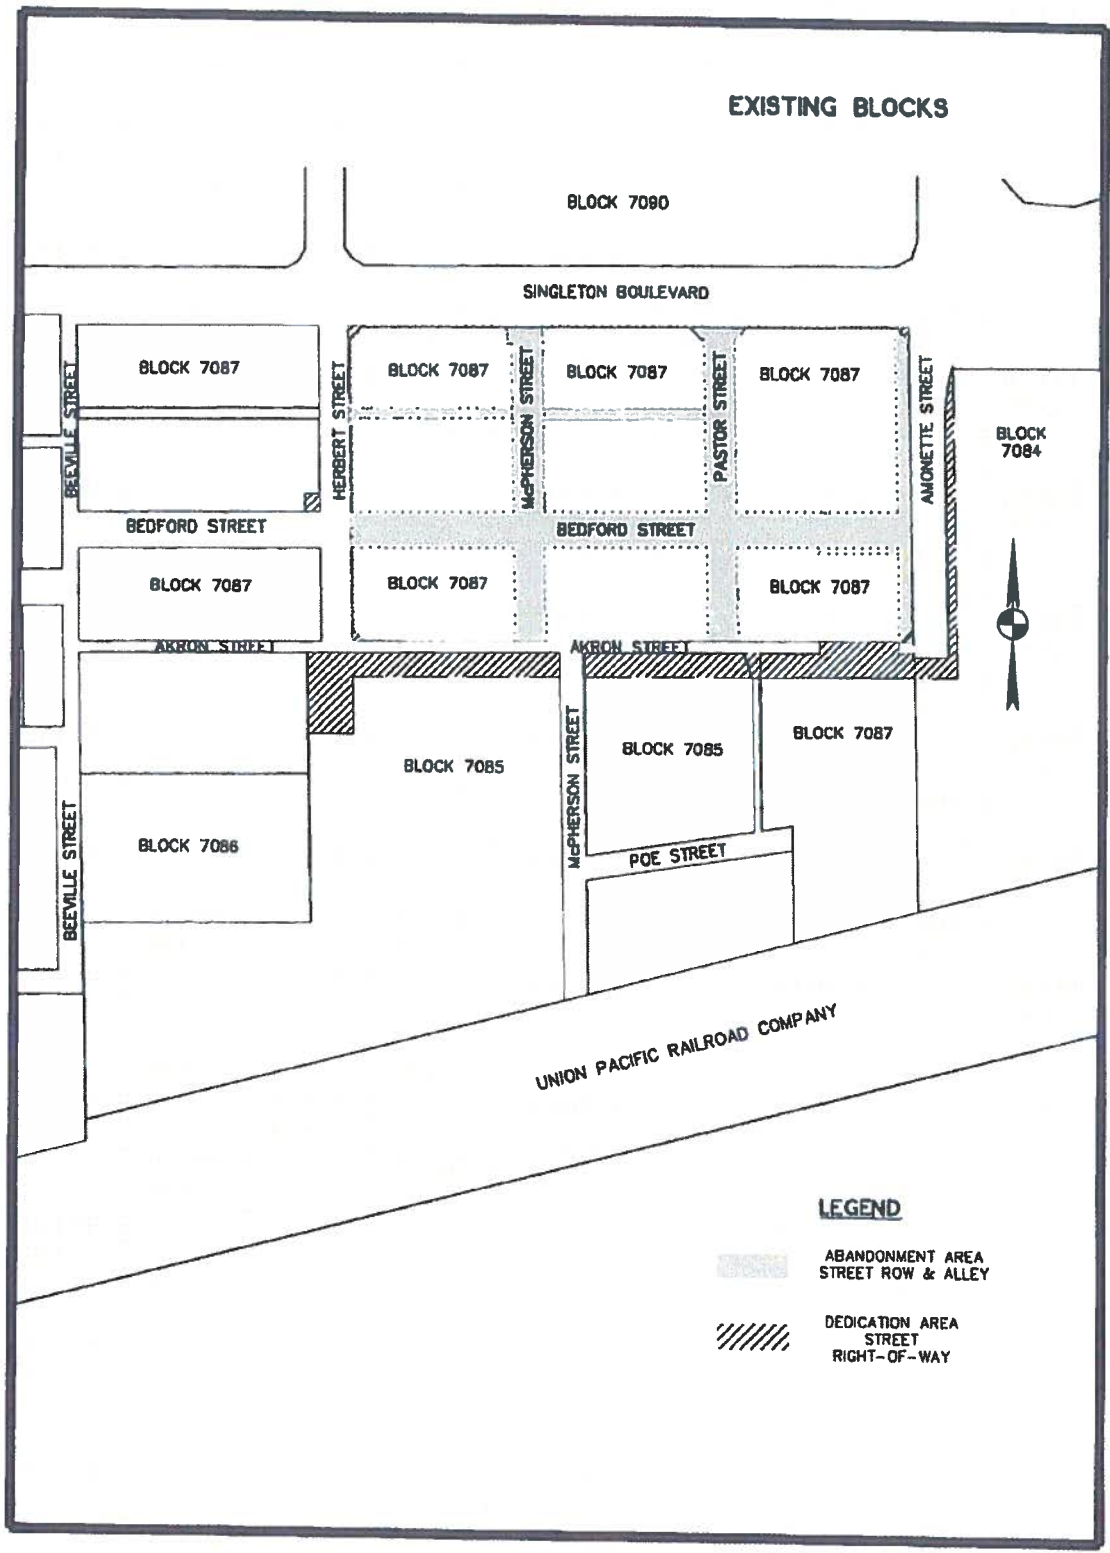 EXISTING BLOCKS
BLOCK 7090
SINGLETON BOULEVARD
BLOCK 7087
BLOCK 7087
BLOCK 7087
BLOCK 7087
BEEVILLE STREET
HERBERT STREET
McPHERSON STREET
PASTOR STREET
AMONETTE STREET
BLOCK
7084
BEDFORD STREET
BEDFORD STREET
BLOCK 7087
BLOCK 7087
BLOCK 7087
AKRON STREET
AKRON STREET
BLOCK 7085
McPHERSON STREET
BLOCK 7085
BLOCK 7087
BEEVILLE STREET
BLOCK 7086
POE STREET
UNION PACIFIC RAILROAD COMPANY
LEGEND
ABANDONMENT AREA
STREET ROW & ALLEY
DEDICATION AREA
STREET
RIGHT-OF-WAY